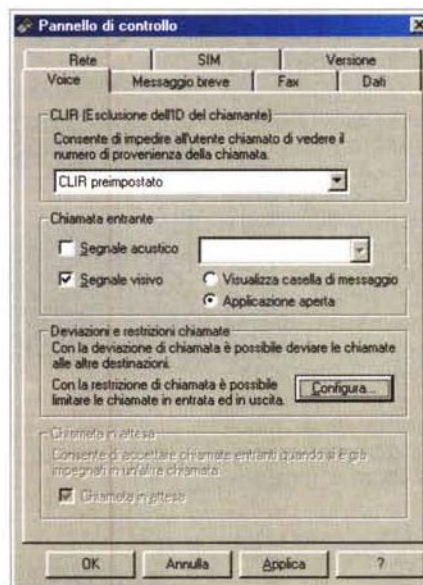 Pannello di controllo
Rete SIM Versione
Voice Messaggio breve Fax Dati
CLIR (Esclusione dell'ID del chiamante)
Consente di impedire all'utente chiamato di vedere il
numero di provenienza della chiamata.
CLIR preimpostato
Chiamata entrante
Segnale acustico
Segnale visivo Visualizza casella di messaggio
Applicazione aperta
Deviazioni e restrizioni chiamate
Con la deviazione di chiamata è possibile deviare le chiamate
alle altre destinazioni.
Con la restrizione di chiamata è possibile
limitare le chiamate in entrata ed in uscita.
Configura...
Chiamata in attesa
Consente di accettare chiamate entranti quando si è già
impegnati in un'altra chiamata
Chiamata in attesa
OK Annulla Applica ?